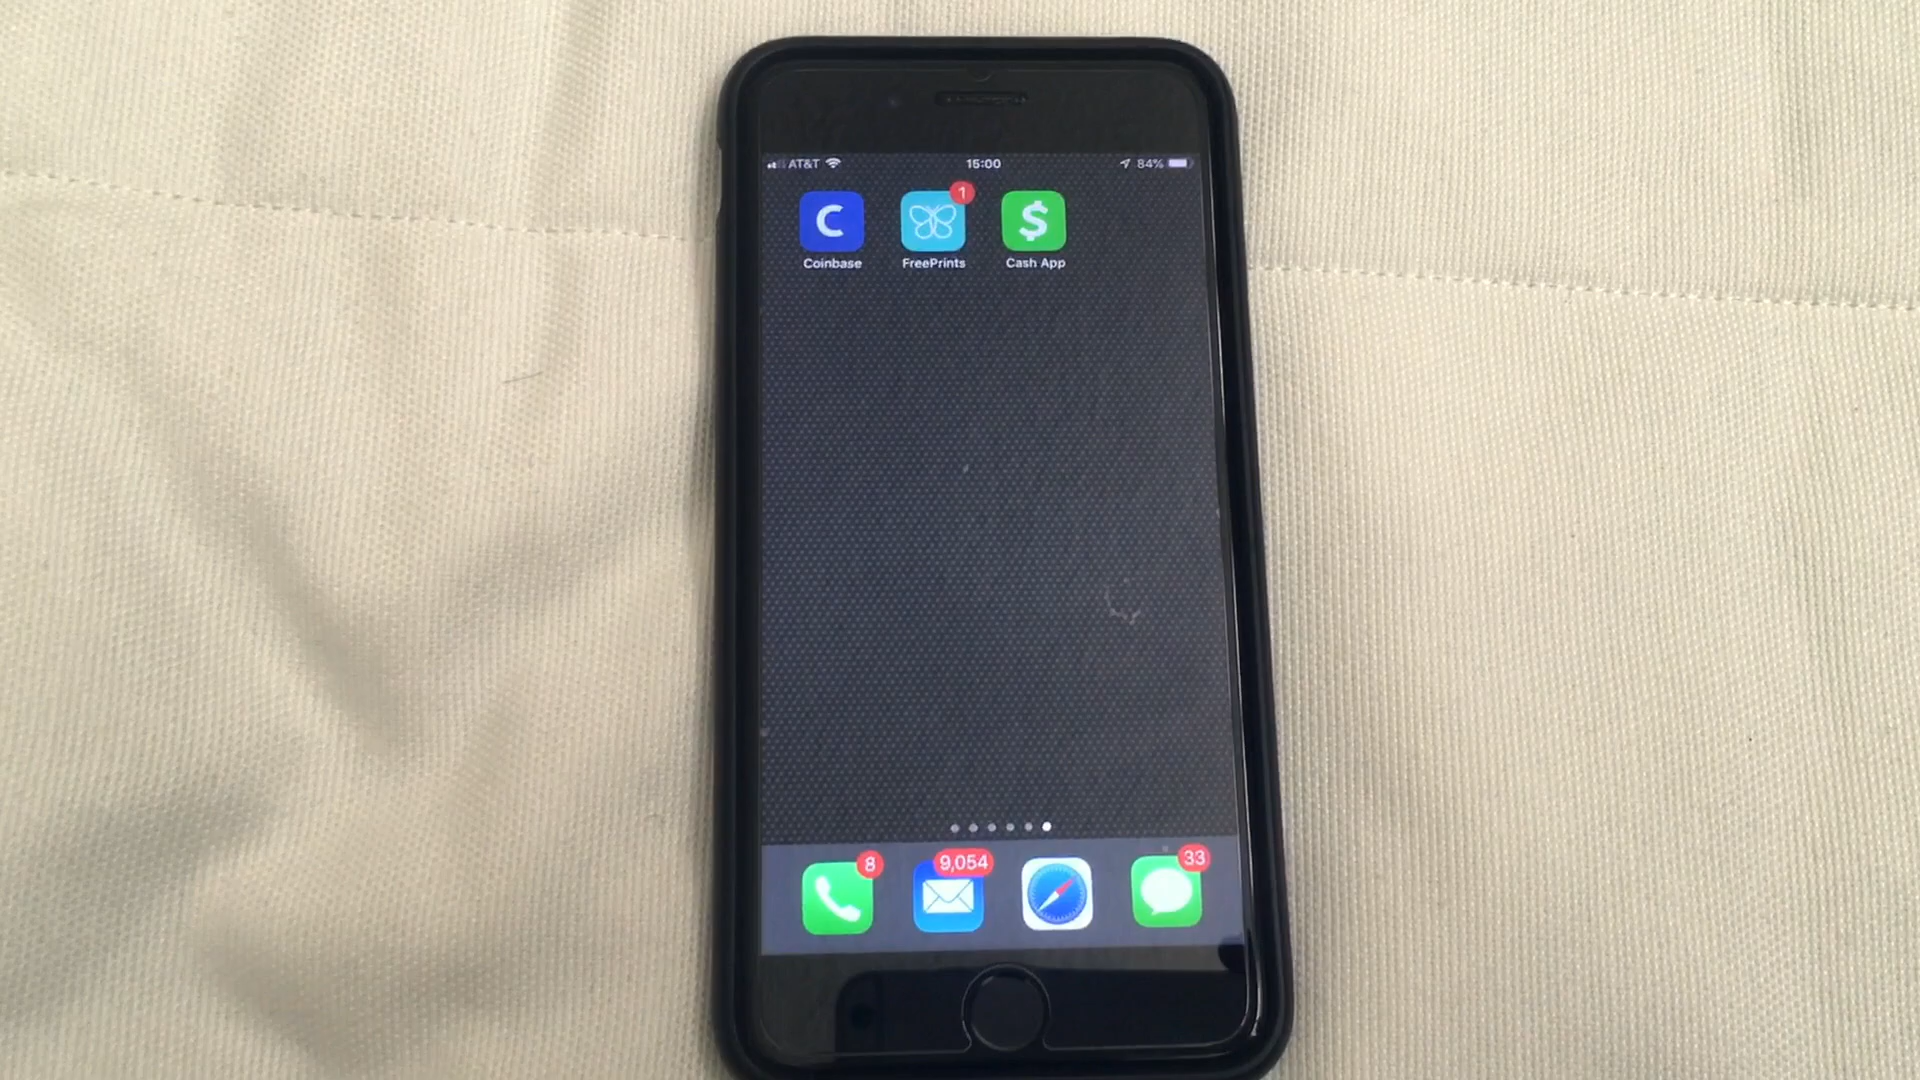 AT&T 15:00 84%
1
C $
Coinbase FreePrints Cash App
8 9,054 33